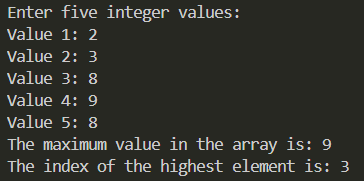 Enter five integer values:
Value 1: 2
Value 2: 3
Value 3: 8
Value 4: 9
Value 5: 8
The maximum value in the array is: 9
The index of the highest element is: 3